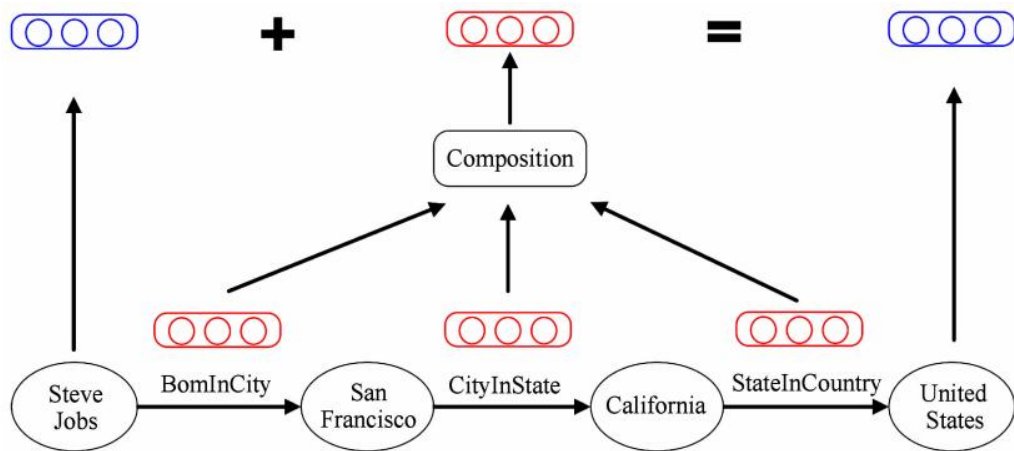 +
=
Composition
BomInCity
CityInState
StateInCountry
Steve
Jobs
San
Francisco
California
United
States